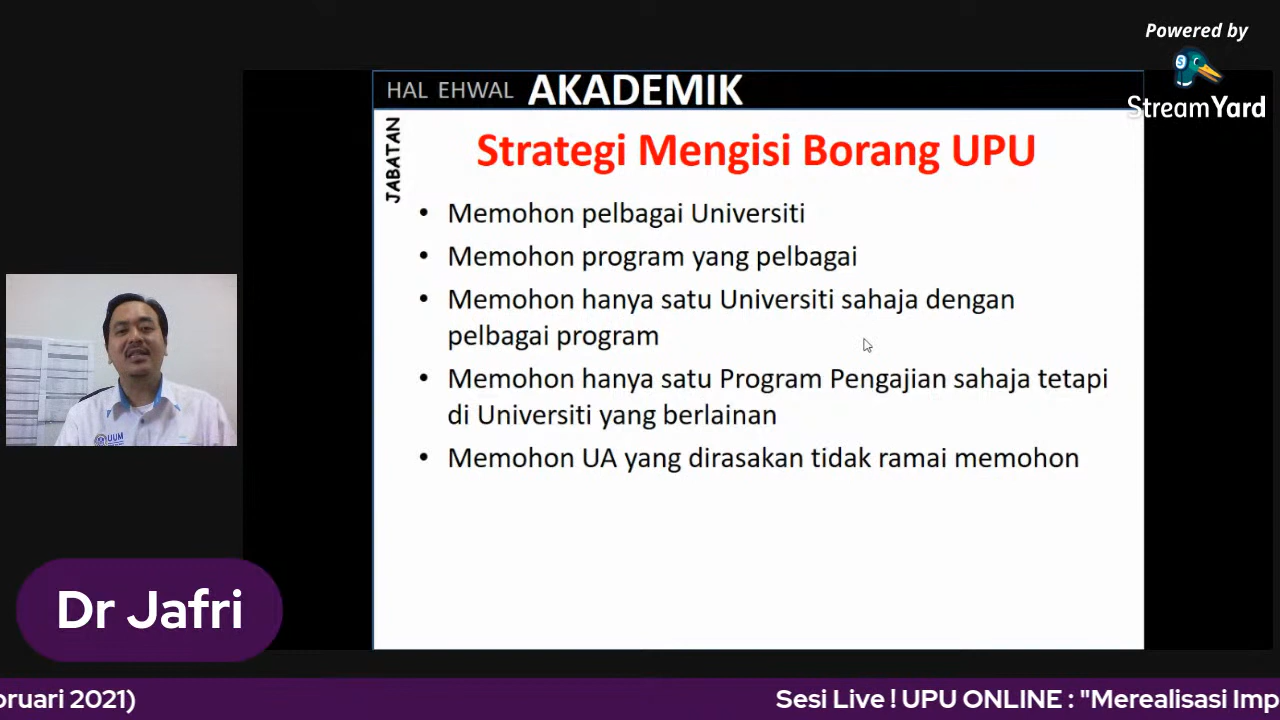 Powered by
StreamYard
HAL EHWAL AKADEMIK
JABATAN
Strategi Mengisi Borang UPU
• Memohon pelbagai Universiti
• Memohon program yang pelbagai
• Memohon hanya satu Universiti sahaja dengan
pelbagai program
• Memohon hanya satu Program Pengajian sahaja tetapi
di Universiti yang berlainan
• Memohon UA yang dirasakan tidak ramai memohon
UUM
Dr Jafri
oruari 2021)
Sesi Live ! UPU ONLINE : "Merealisasi Imp